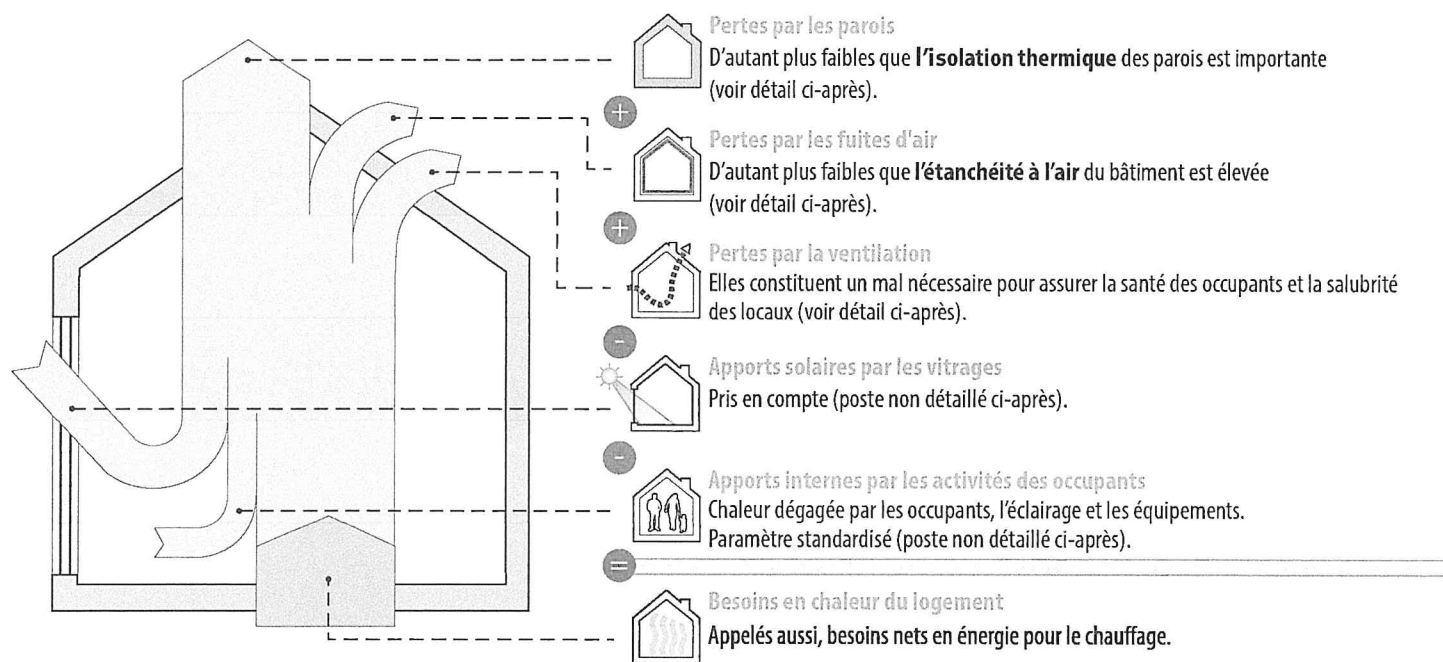 Pertes par les parois
D'autant plus faibles que l'isolation thermique des parois est importante
(voir détail ci-après).
+
Pertes par les fuites d'air
D'autant plus faibles que l'étanchéité à l'air du bâtiment est élevée
(voir détail ci-après).
+
Pertes par la ventilation
Elles constituent un mal nécessaire pour assurer la santé des occupants et la salubrité
des locaux (voir détail ci-après).
-
Apports solaires par les vitrages
Pris en compte (poste non détaillé ci-après).
-
Apports internes par les activités des occupants
Chaleur dégagée par les occupants, l'éclairage et les équipements.
Paramètre standardisé (poste non détaillé ci-après).
=
Besoins en chaleur du logement
Appelés aussi, besoins nets en énergie pour le chauffage.